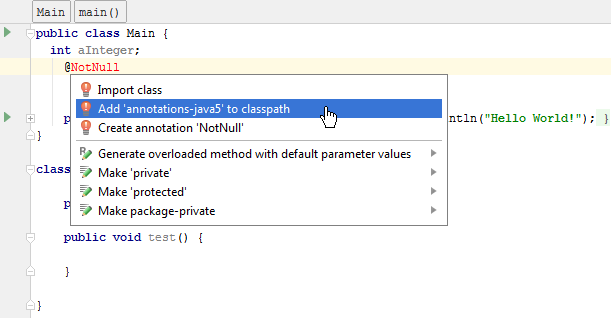 Main main()
public class Main {
int aInteger;
@NotNull
Import class
Add 'annotations-java5' to classpath
p ntln("Hello World!"); }
Create annotation 'NotNull'
}
Generate overloaded method with default parameter values
class
Make 'private'
Make 'protected'
p
Make package-private
public void test() {
}
}